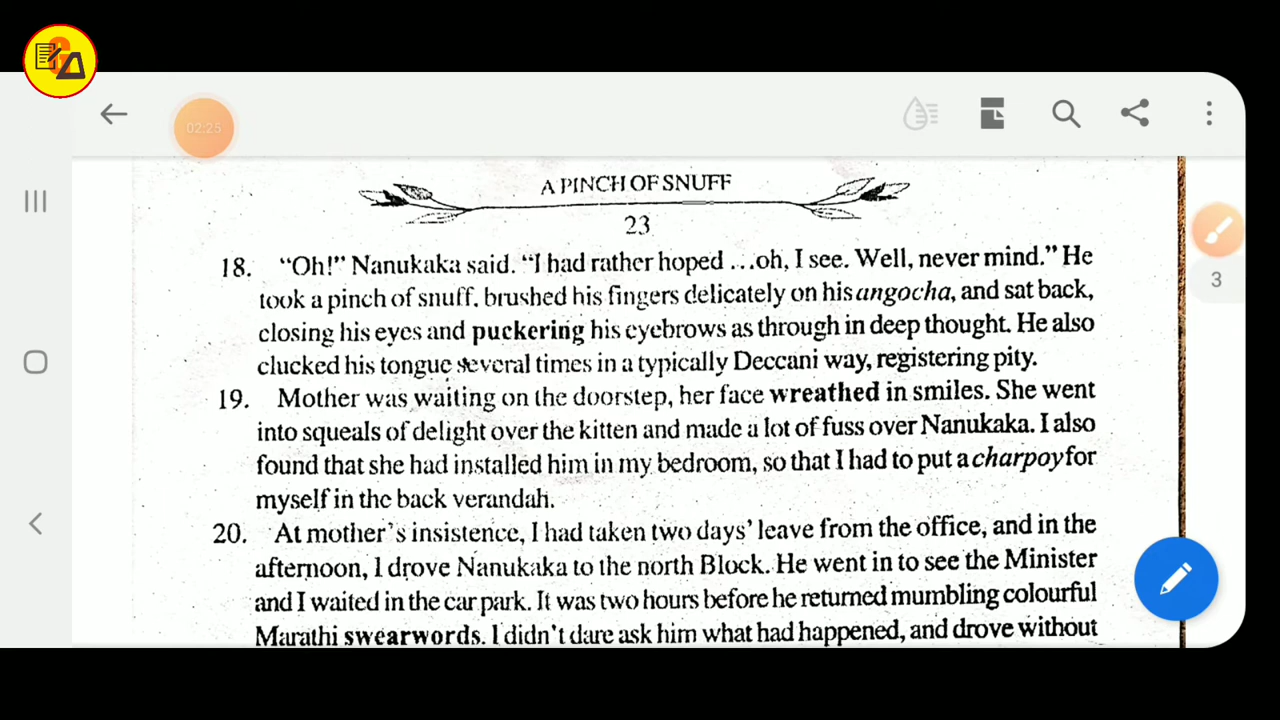 02:25
A PINCH OF SNUFF
23
3
18. “Oh!” Nanukaka said. “I had rather hoped ...oh, I see. Well, never mind.” He
took a pinch of snuff, brushed his fingers delicately on his angocha, and sat back,
closing his eyes and puckering his eyebrows as through in deep thought. He also
clucked his tongue several times in a typically Deccani way, registering pity.
19. Mother was waiting on the doorstep, her face wreathed in smiles. She went
into squeals of delight over the kitten and made a lot of fuss over Nanukaka. I also
found that she had installed him in my bedroom, so that I had to put a charpoy for
myself in the back verandah.
20. At mother’s insistence, I had taken two days’ leave from the office, and in the
afternoon, I drove Nanukaka to the north Block. He went in to see the Minister
and I waited in the car park. It was two hours before he returned mumbling colourful
Marathi swearwords. I didn’t dare ask him what had happened, and drove without